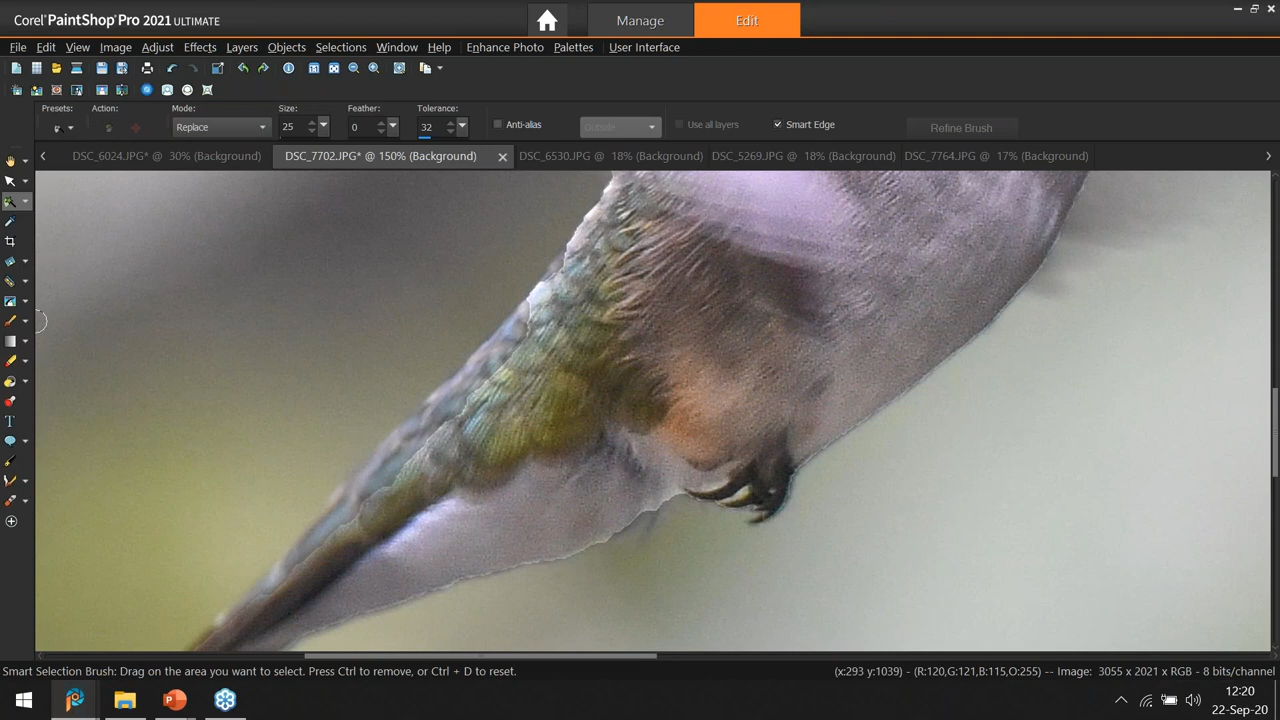 Corel® PaintShop® Pro 2021 ULTIMATE
Manage
Edit
File Edit View Image Adjust Effects Layers Objects Selections Window Help Enhance Photo Palettes User Interface
Presets: Action: Mode: Size: Feather: Tolerance:
Replace 25 0 32 Anti-alias Outside Use all layers Smart Edge Refine Brush
DSC_6024.JPG* @ 30% (Background) DSC_7702.JPG* @ 150% (Background) DSC_6530.JPG @ 18% (Background) DSC_5269.JPG @ 18% (Background) DSC_7764.JPG @ 17% (Background)
Smart Selection Brush: Drag on the area you want to select. Press Ctrl to remove, or Ctrl + D to reset. (x:293 y:1039) - (R:120,G:121,B:115,O:255) -- Image: 3055 x 2021 x RGB - 8 bits/channel
12:20
22-Sep-20